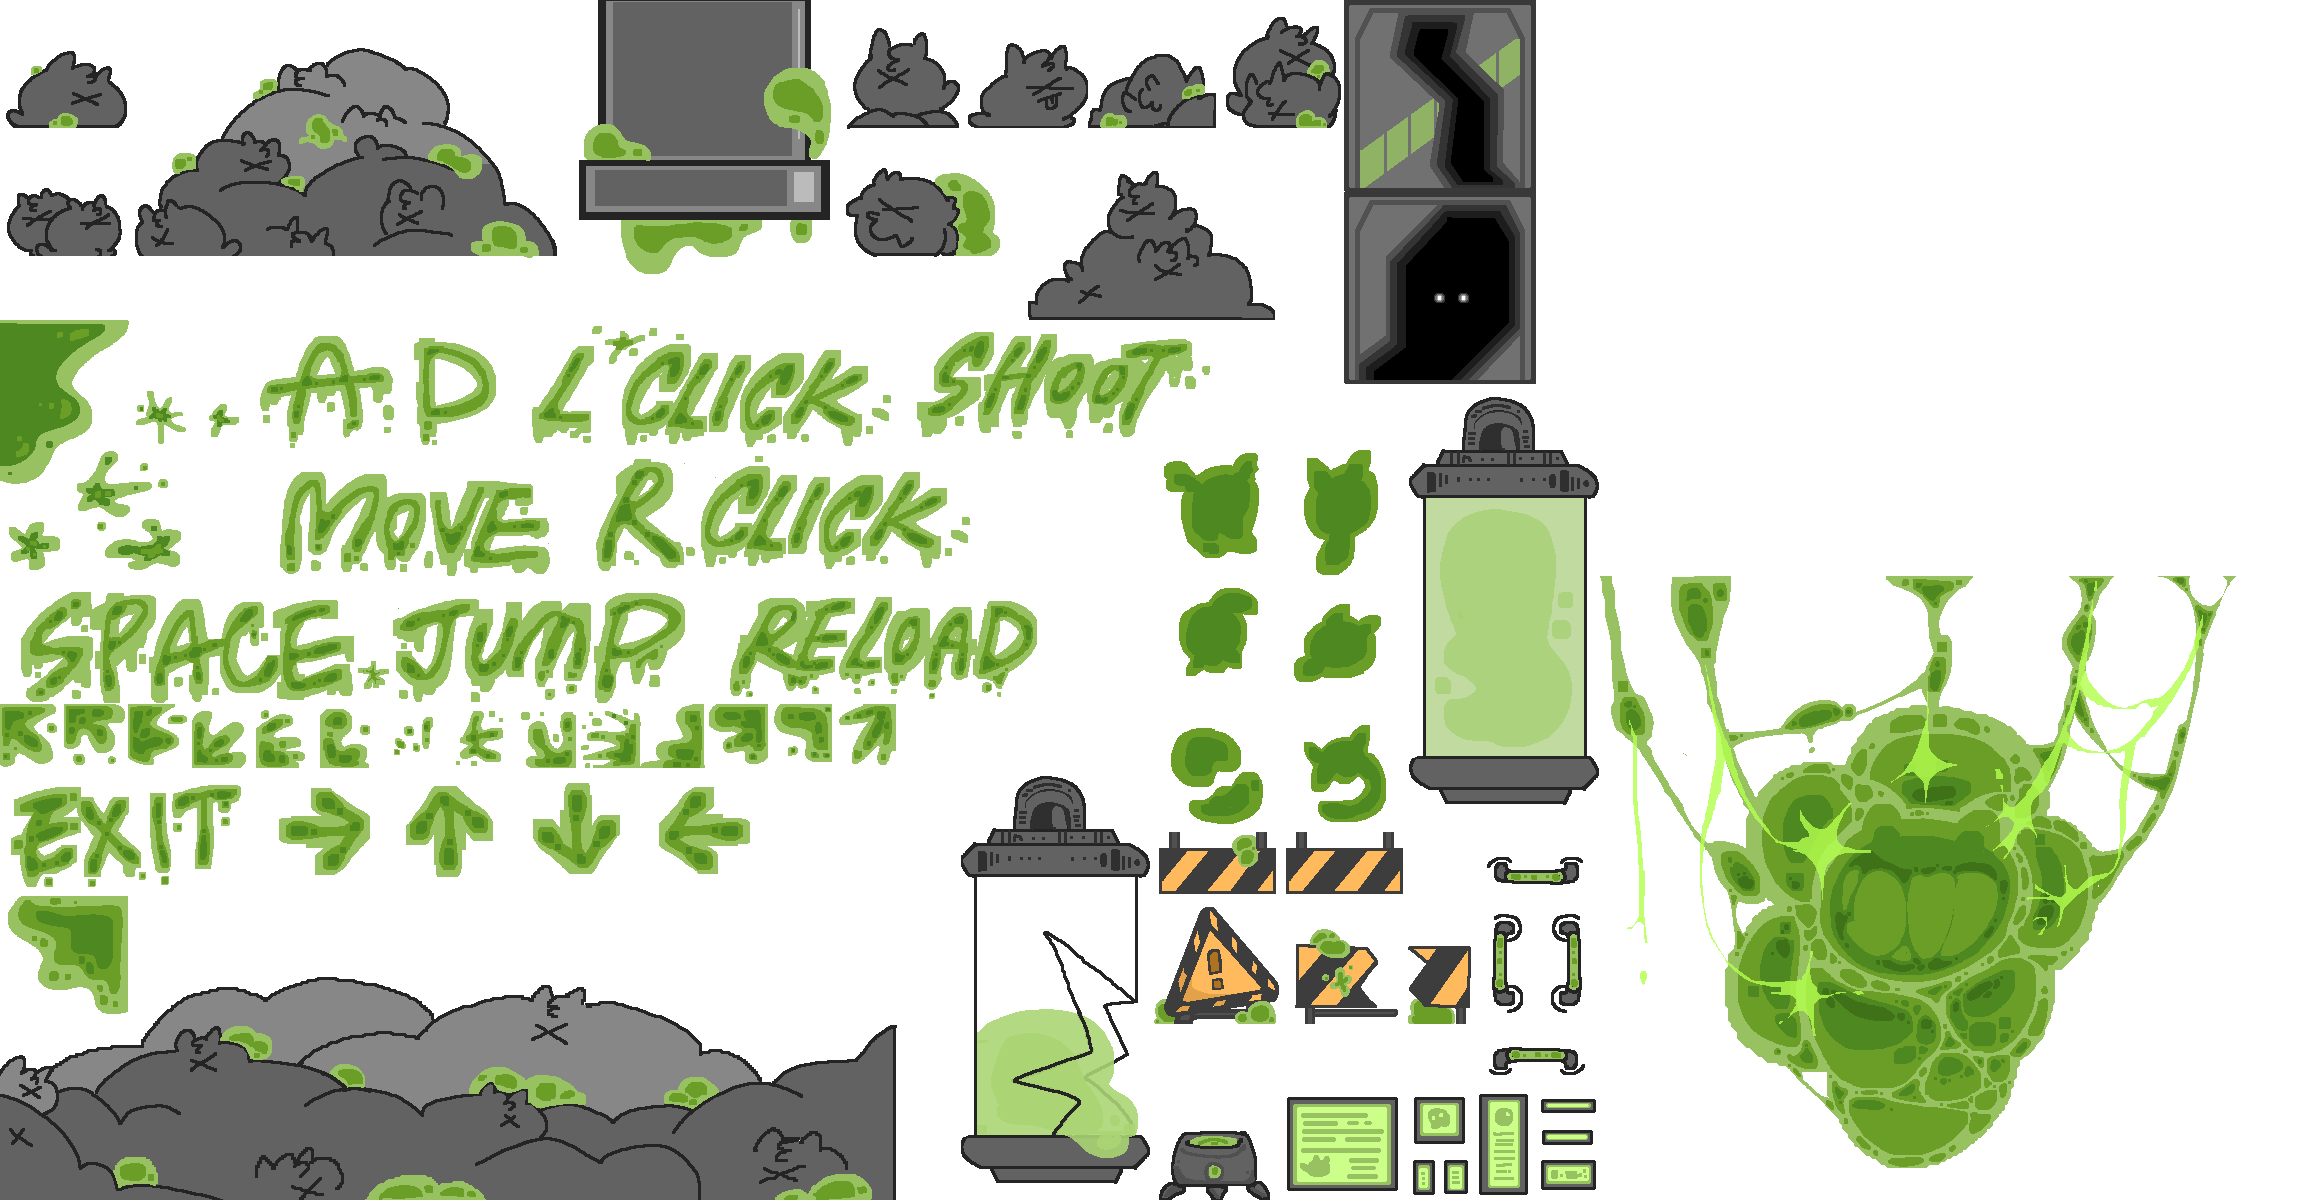 A D L CLICK SHOOT
MOVE R CLICK
SPACE JUMP RELOAD
EXIT → ↑ ↓ ←
!